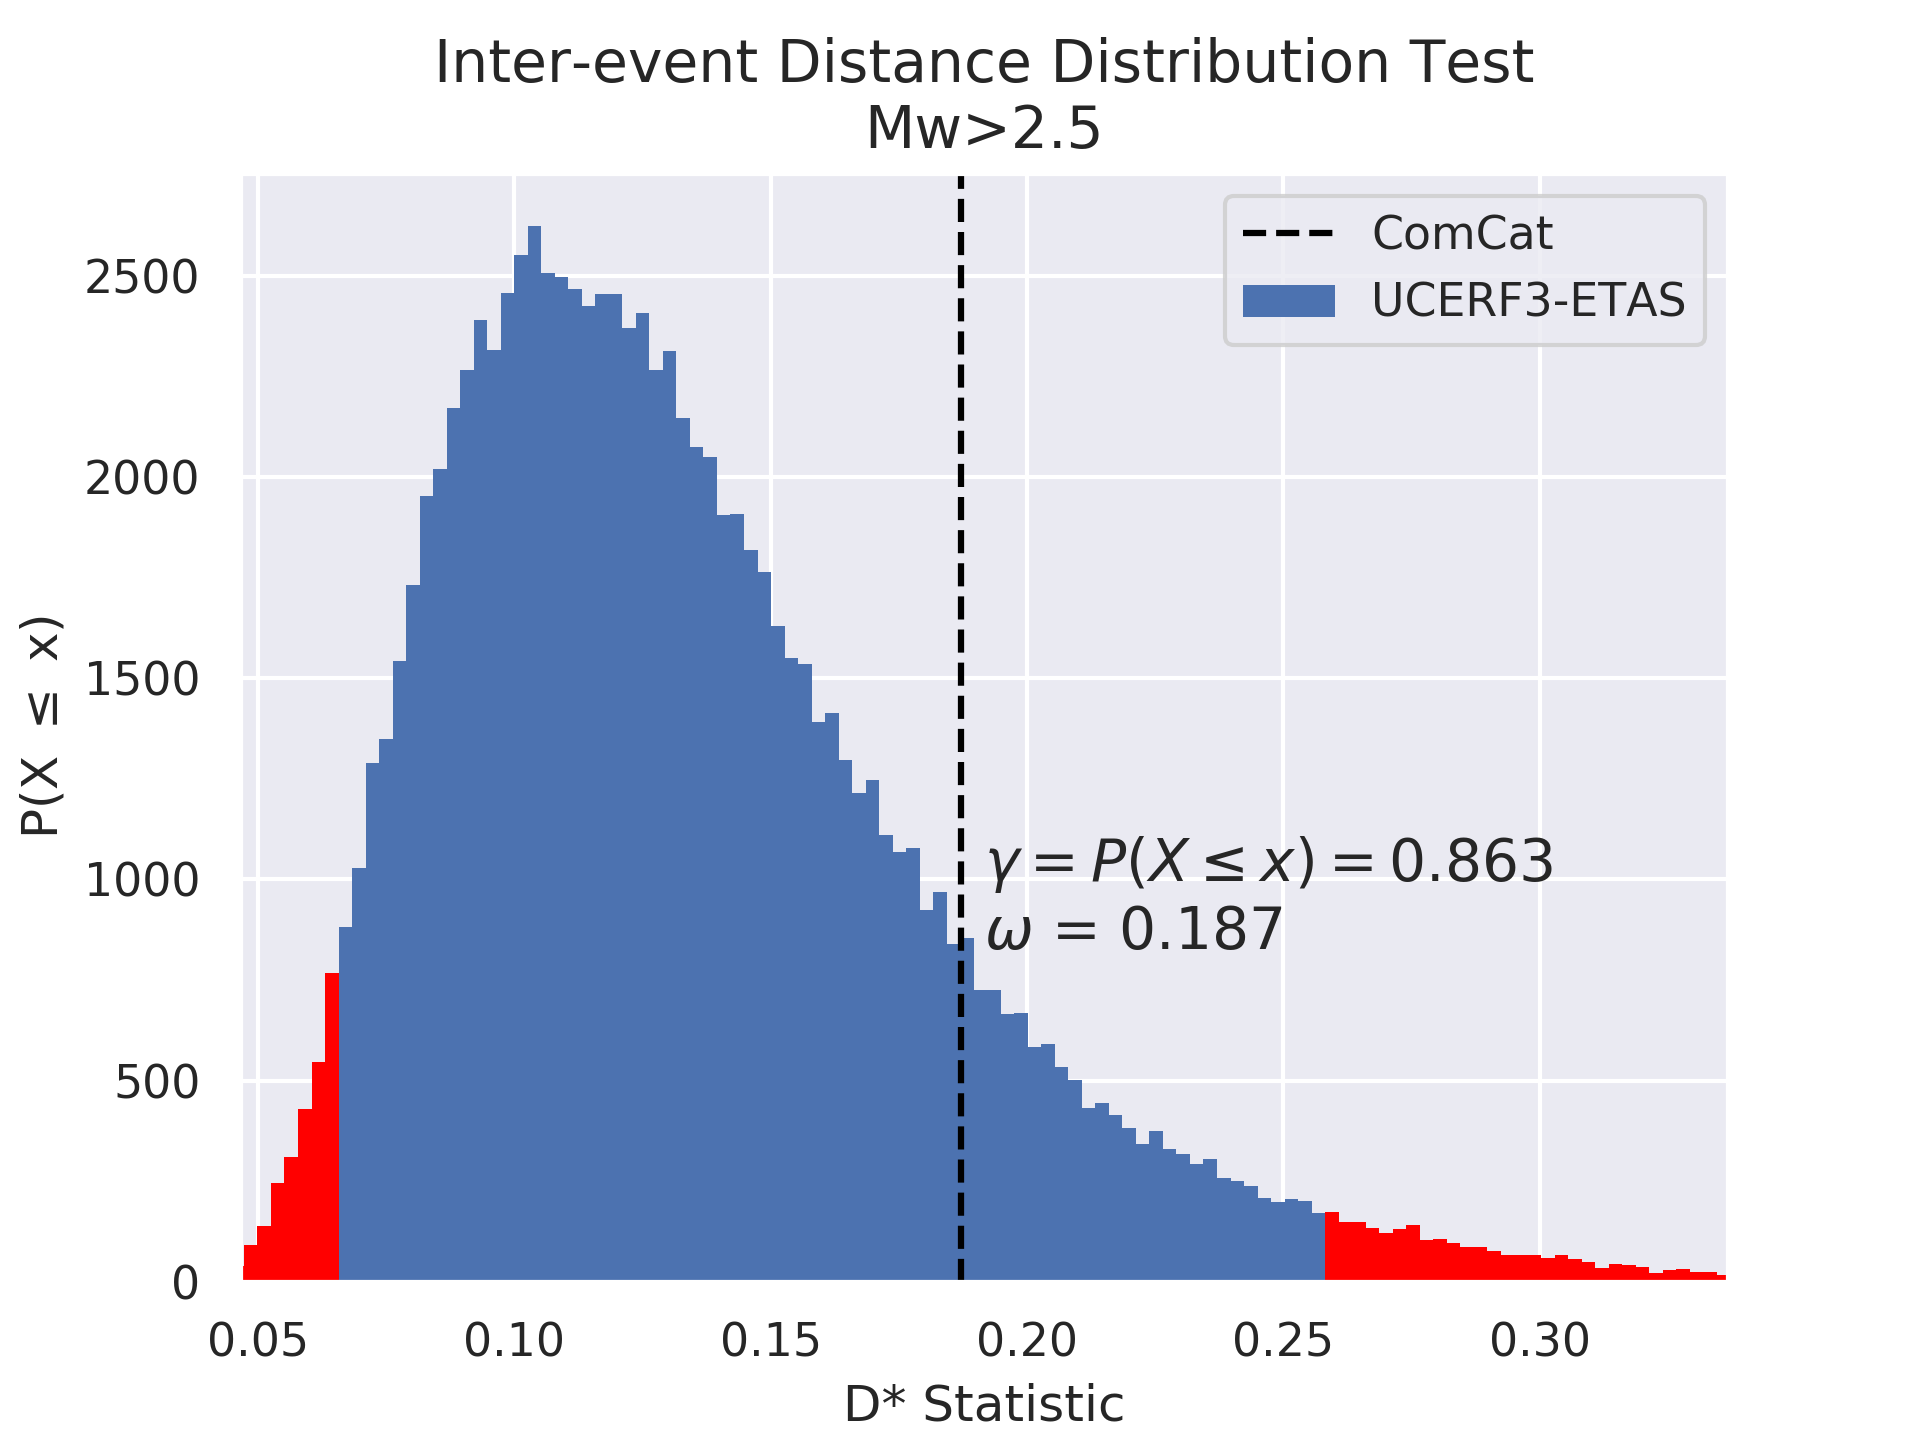 Inter-event Distance Distribution Test
Mw>2.5
ComCat
UCERF3-ETAS
P(X ≤ x)
2500
2000
1500
1000
500
0
γ = P(X ≤ x) = 0.863
ω = 0.187
0.05 0.10 0.15 0.20 0.25 0.30
D* Statistic